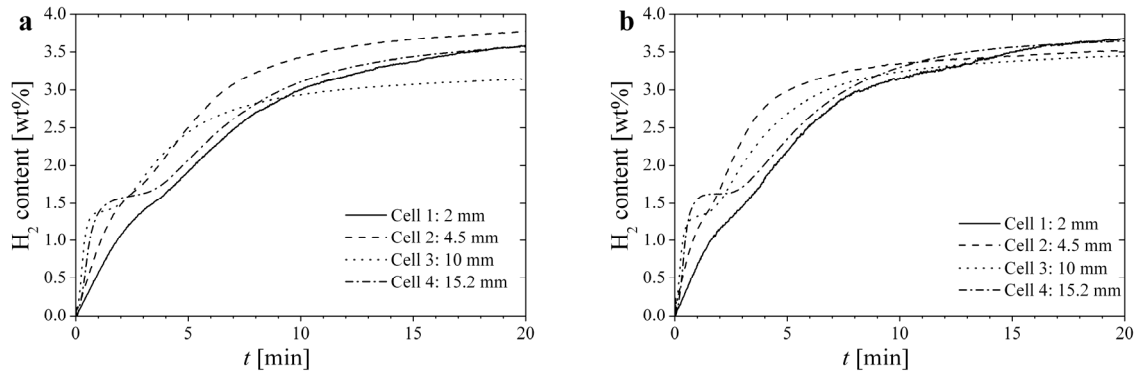 a
4.0
3.5
3.0
2.5
2.0
1.5
1.0
0.5
0.0
H₂ content [wt%]
Cell 1: 2 mm
Cell 2: 4.5 mm
Cell 3: 10 mm
Cell 4: 15.2 mm
0 5 10 15 20
t [min]
b
4.0
3.5
3.0
2.5
2.0
1.5
1.0
0.5
0.0
H₂ content [wt%]
Cell 1: 2 mm
Cell 2: 4.5 mm
Cell 3: 10 mm
Cell 4: 15.2 mm
0 5 10 15 20
t [min]